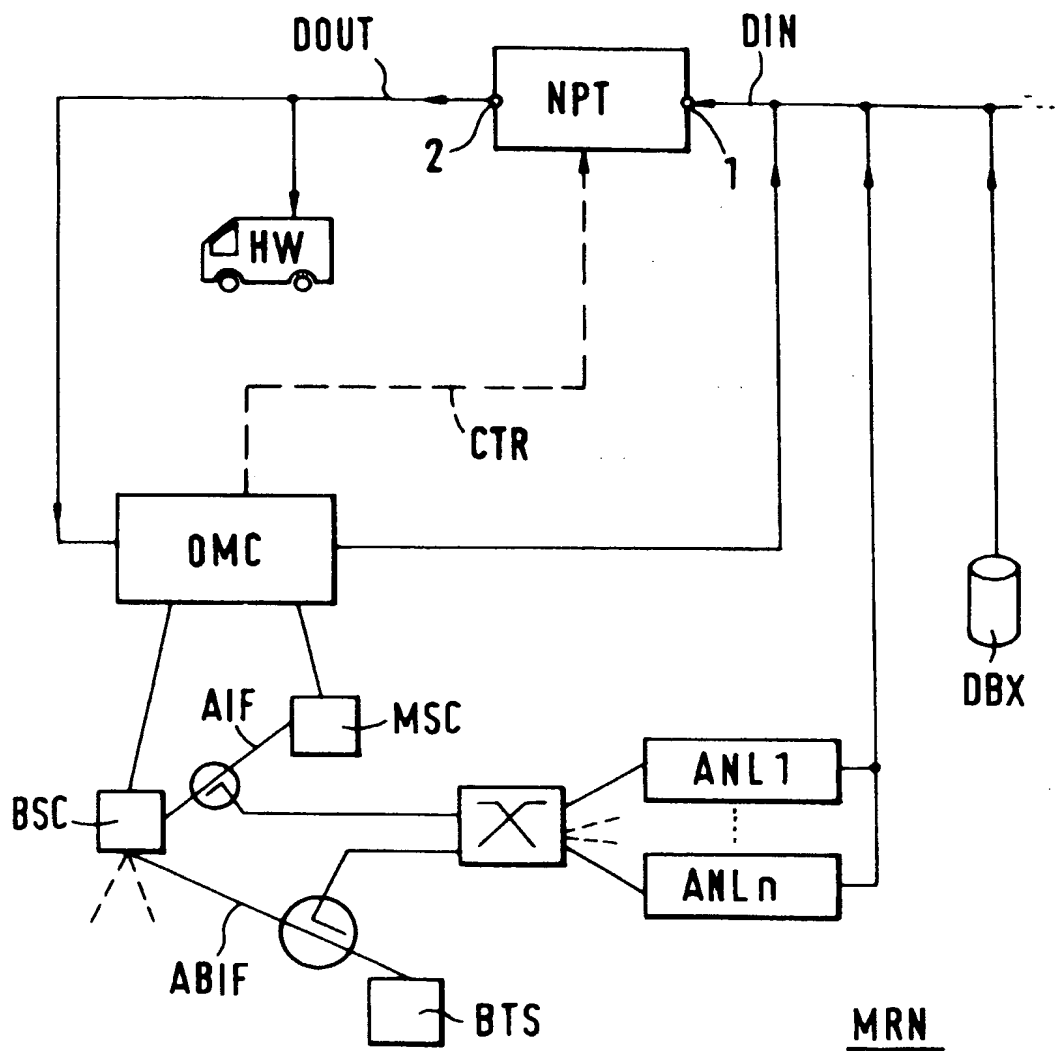 DOUT
DIN
NPT
2
1
HW
CTR
OMC
DBX
AIF
MSC
ANL1
BSC
ANLn
ABIF
BTS
MRN